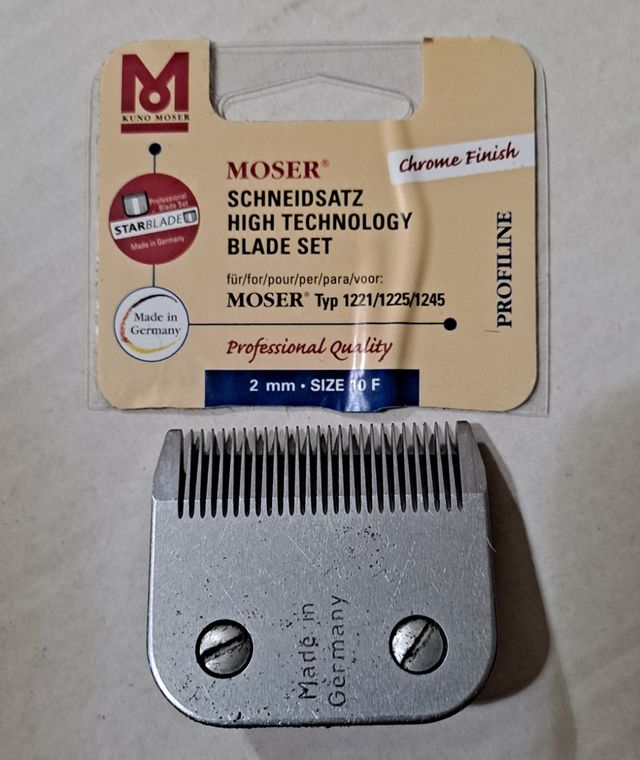 M
KUNO MOSER
Chrome Finish
MOSER®
SCHNEIDSATZ
HIGH TECHNOLOGY
BLADE SET
Professional
Blade Set
STARBLADE
Made in Germany
für/for/pour/per/para/voor:
MOSER® Typ 1221/1225/1245
PROFILINE
Made in
Germany
Professional Quality
2 mm • SIZE 10 F
Made in
Germany